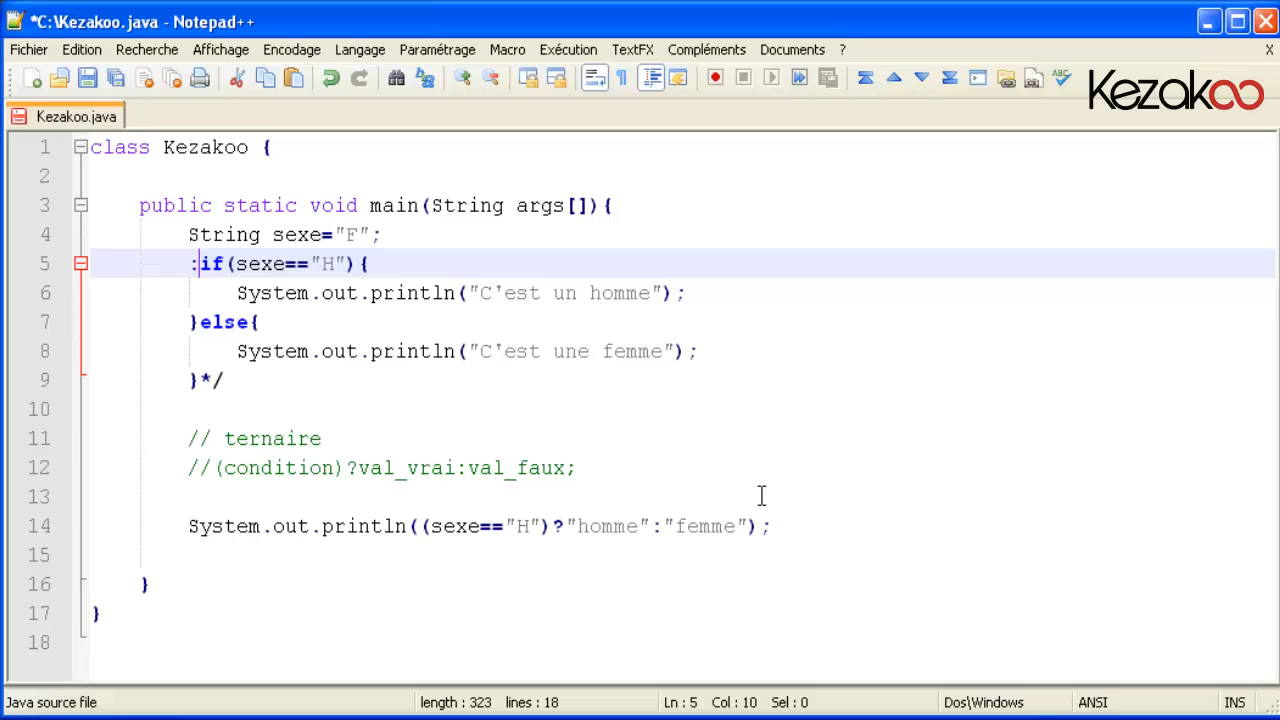 *C:\Kezakoo.java - Notepad++
Fichier Edition Recherche Affichage Encodage Langage Paramétrage Macro Exécution TextFX Compléments Documents ? X
Kezakoo
Kezakoo.java
1 class Kezakoo {
2
3 public static void main(String args[]){
4 String sexe="F";
5 :if(sexe=="H"){
6 System.out.println("C'est un homme");
7 }else{
8 System.out.println("C'est une femme");
9 }*/
10
11 // ternaire
12 //(condition)?val_vrai:val_faux;
13
14 System.out.println((sexe=="H")?"homme":"femme");
15
16 }
17 }
18
Java source file length : 323 lines : 18 Ln : 5 Col : 10 Sel : 0 Dos\Windows ANSI INS